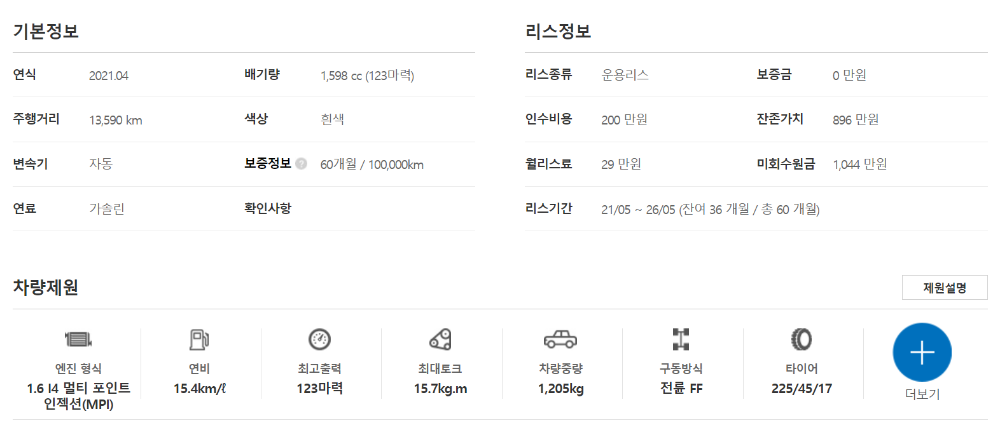 기본정보
연식 2021.04 배기량 1,598 cc (123마력)
주행거리 13,590 km 색상 흰색
변속기 자동 보증정보 ? 60개월 / 100,000km
연료 가솔린 확인사항
리스정보
리스종류 운용리스 보증금 0 만원
인수비용 200 만원 잔존가치 896 만원
월리스료 29 만원 미회수원금 1,044 만원
리스기간 21/05 ~ 26/05 (잔여 36 개월 / 총 60 개월)
차량제원
제원설명
엔진 형식
1.6 I4 멀티 포인트
인젝션(MPI)
연비
15.4km/ℓ
최고출력
123마력
최대토크
15.7kg.m
차량중량
1,205kg
구동방식
전륜 FF
타이어
225/45/17
더보기